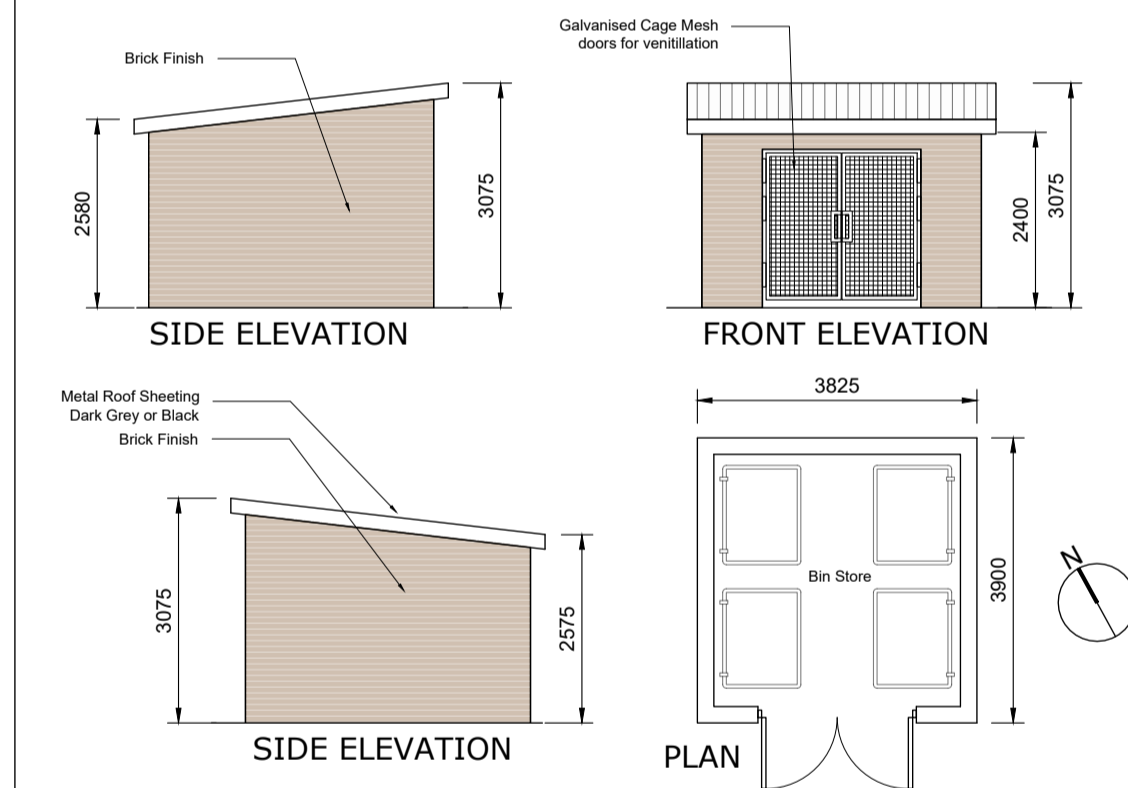 Brick Finish
2580
3075
SIDE ELEVATION
Galvanised Cage Mesh
doors for venitillation
2400
3075
FRONT ELEVATION
Metal Roof Sheeting
Dark Grey or Black
Brick Finish
3075
2575
SIDE ELEVATION
3825
Bin Store
3900
N
PLAN